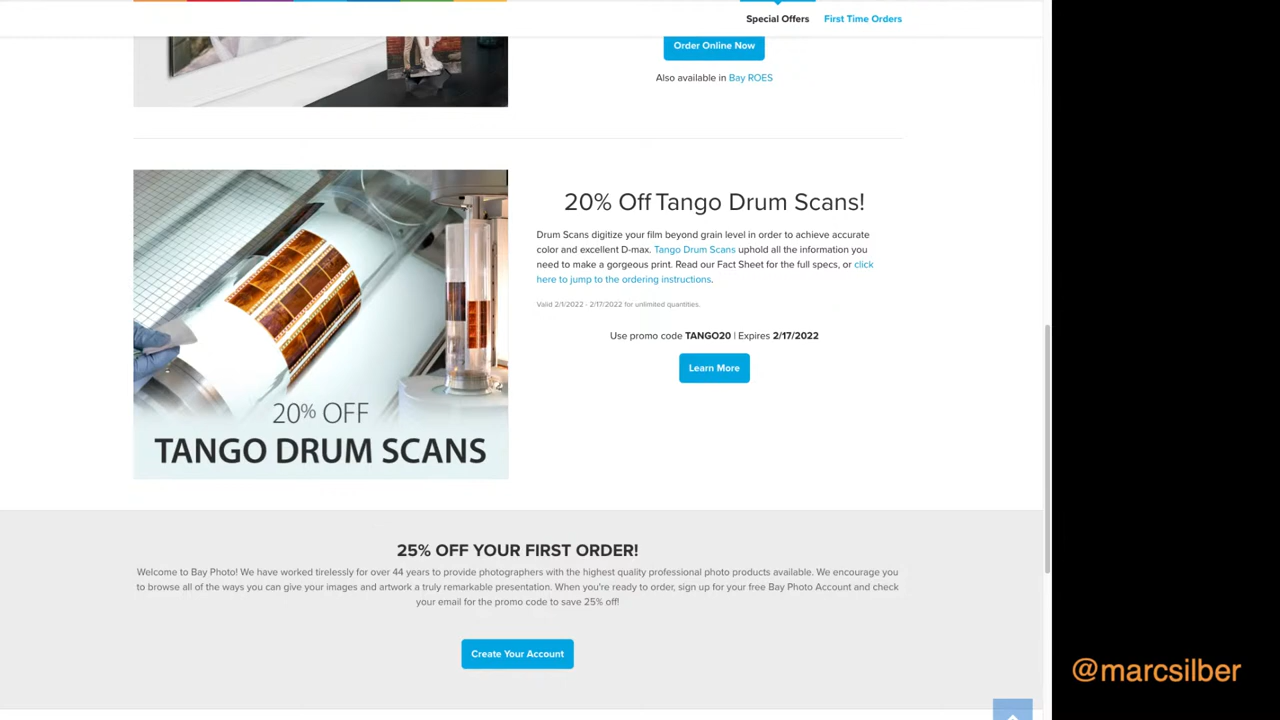 Special Offers First Time Orders
Order Online Now
Also available in Bay ROES
20% Off Tango Drum Scans!
Drum Scans digitize your film beyond grain level in order to achieve accurate
color and excellent D-max. Tango Drum Scans uphold all the information you
need to make a gorgeous print. Read our Fact Sheet for the full specs, or click
here to jump to the ordering instructions.
Valid 2/1/2022 - 2/17/2022 for unlimited quantities.
Use promo code TANGO20 | Expires 2/17/2022
Learn More
20% OFF
TANGO DRUM SCANS
25% OFF YOUR FIRST ORDER!
Welcome to Bay Photo! We have worked tirelessly for over 44 years to provide photographers with the highest quality professional photo products available. We encourage you
to browse all of the ways you can give your images and artwork a truly remarkable presentation. When you're ready to order, sign up for your free Bay Photo Account and check
your email for the promo code to save 25% off!
Create Your Account
@marcsilber